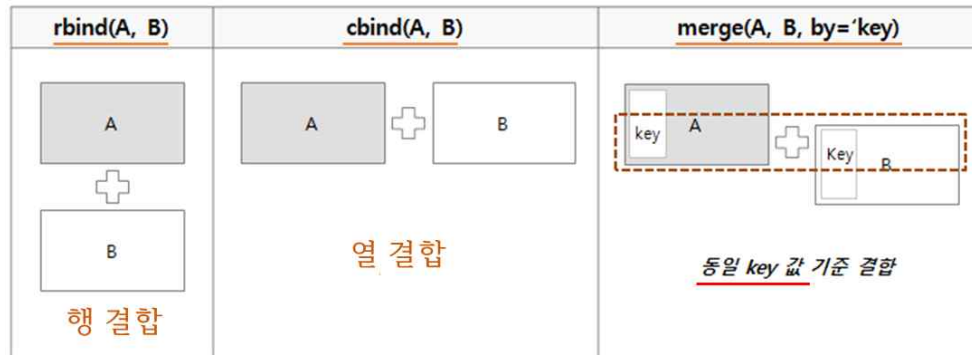 rbind(A, B)
cbind(A, B)
merge(A, B, by='key)
A
B
행 결합
A
B
열 결합
key
A
Key
B
동일 key 값 기준 결합